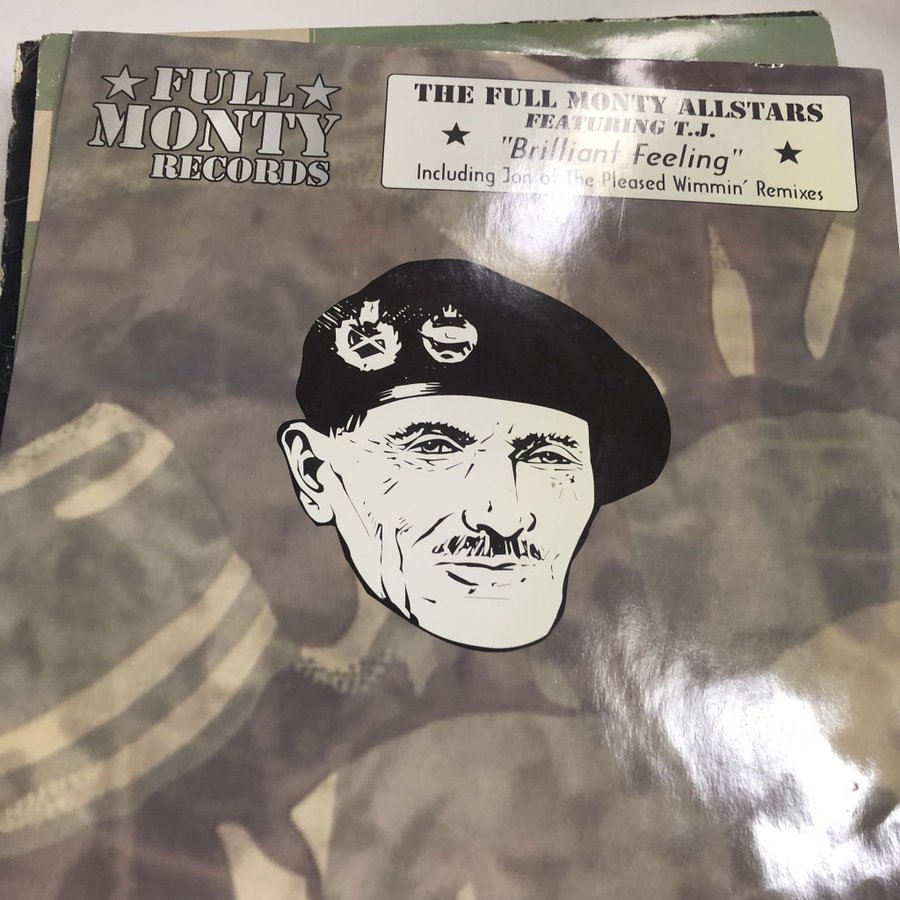 FULL
MONTY
RECORDS
THE FULL MONTY ALLSTARS
FEATURING T.J.
"Brilliant Feeling"
Including Jon of The Pleased Wimmin' Remixes